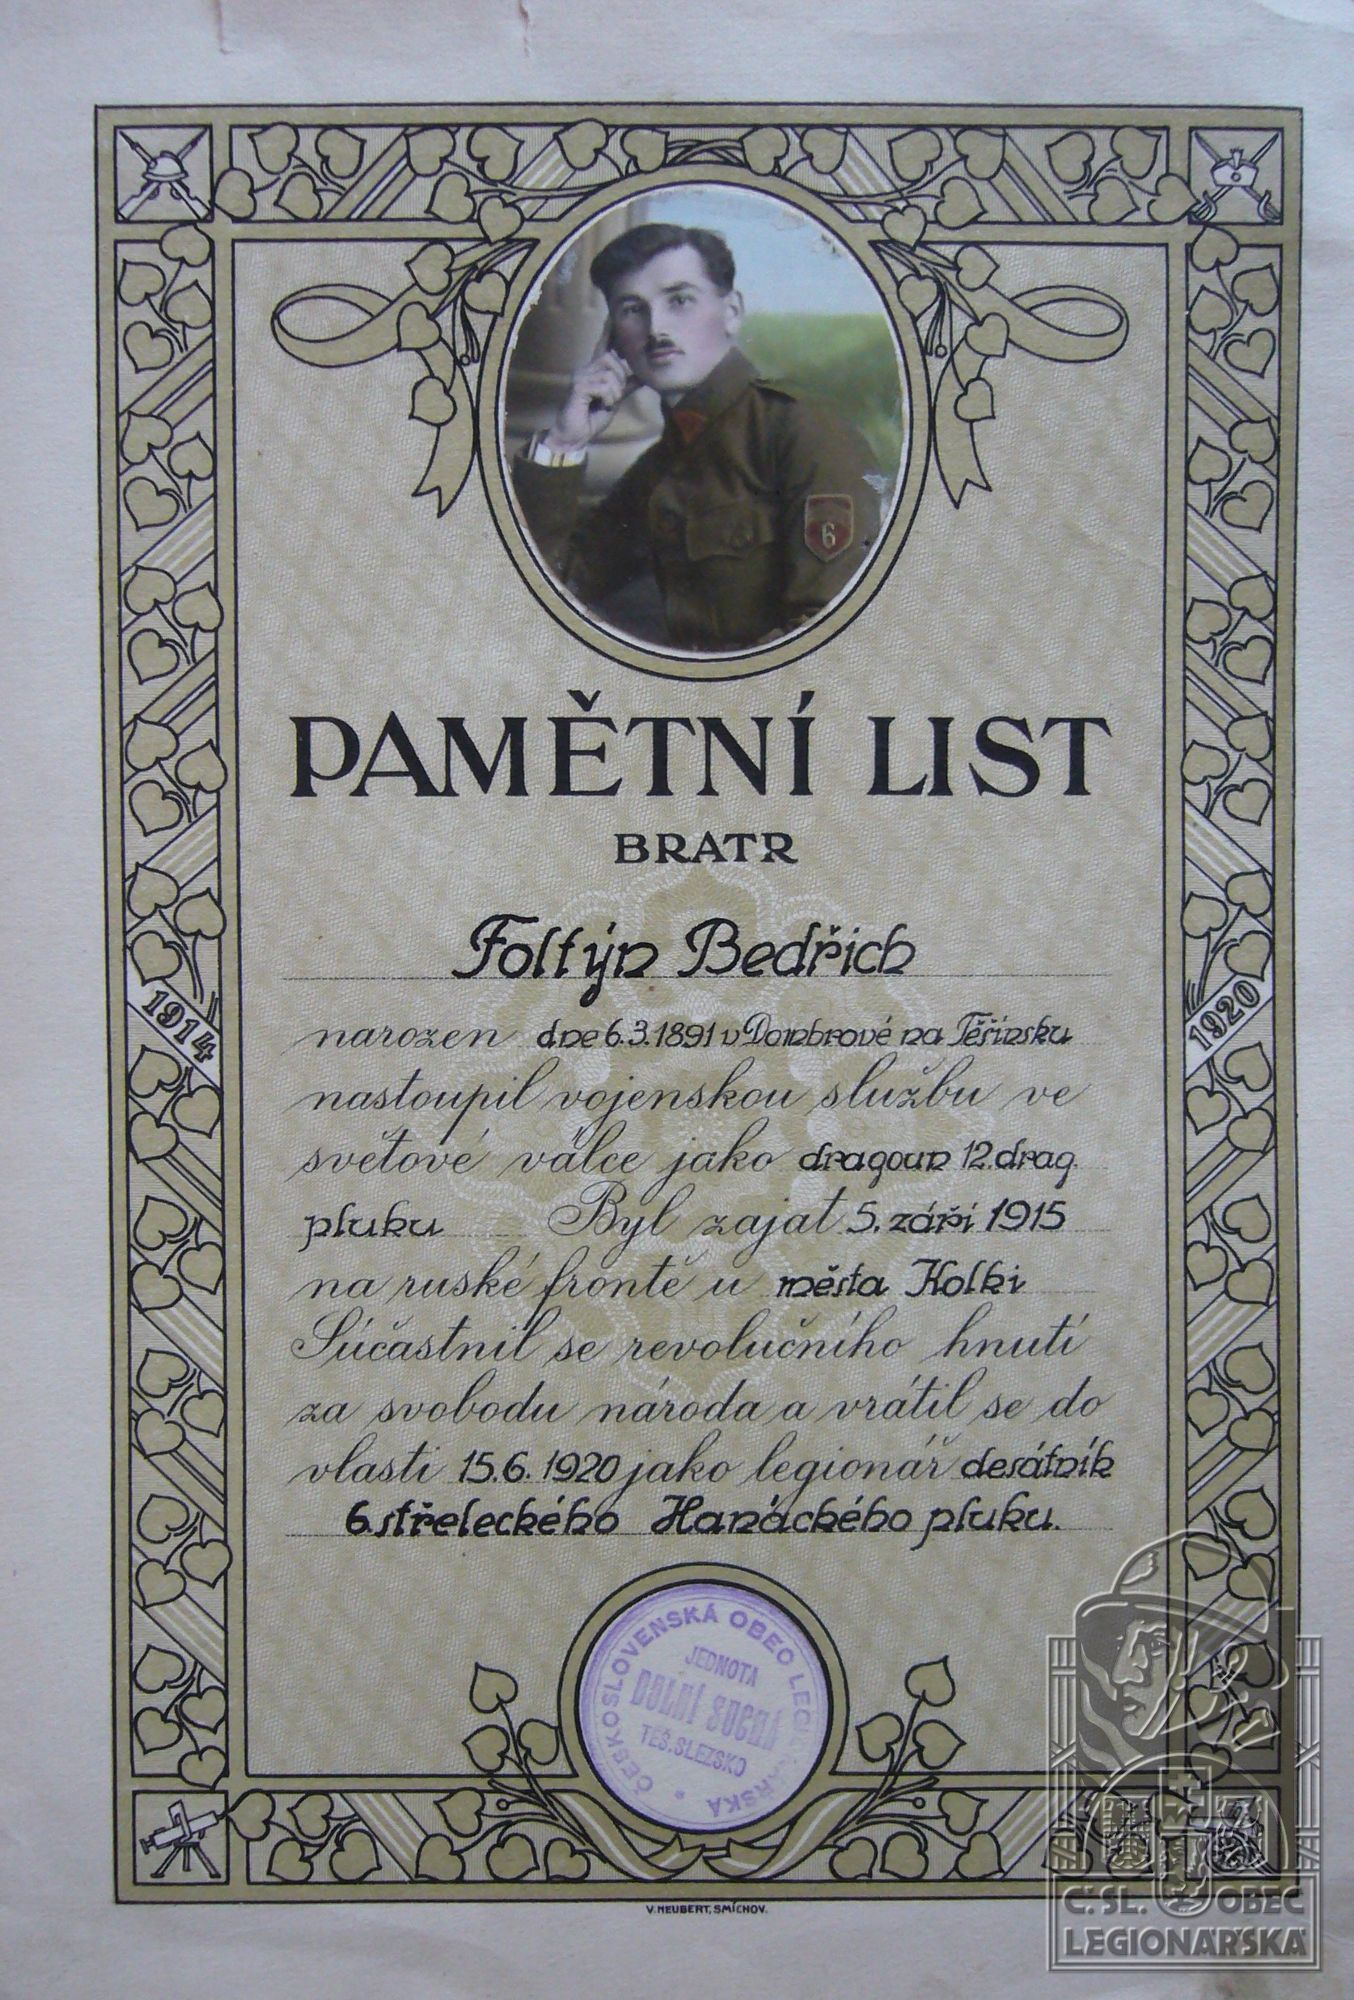 6
PAMĚTNÍ LIST
BRATR
Foltýn Bedřich
narozen dne 6.3.1891 v Dombrové na Těšínsku
nastoupil vojenskou službu ve
světové válce jako dragoun 12. drag.
pluku Byl zajat 5. září 1915
na ruské frontě u města Kolki
Súčastnil se revolučního hnutí
za svobodu národa a vrátil se do
vlasti 15.6.1920 jako legionář desátník
6. střeleckého Hanáckého pluku.
1914
1920
ČESKOSLOVENSKÁ OBEC LEGIONÁŘSKÁ
JEDNOTA
DOLNÍ SUCHÁ
TĚŠ. SLEZSKO
V. NEUBERT, SMÍCHOV.
Č. SL. OBEC
LEGIONÁŘSKÁ